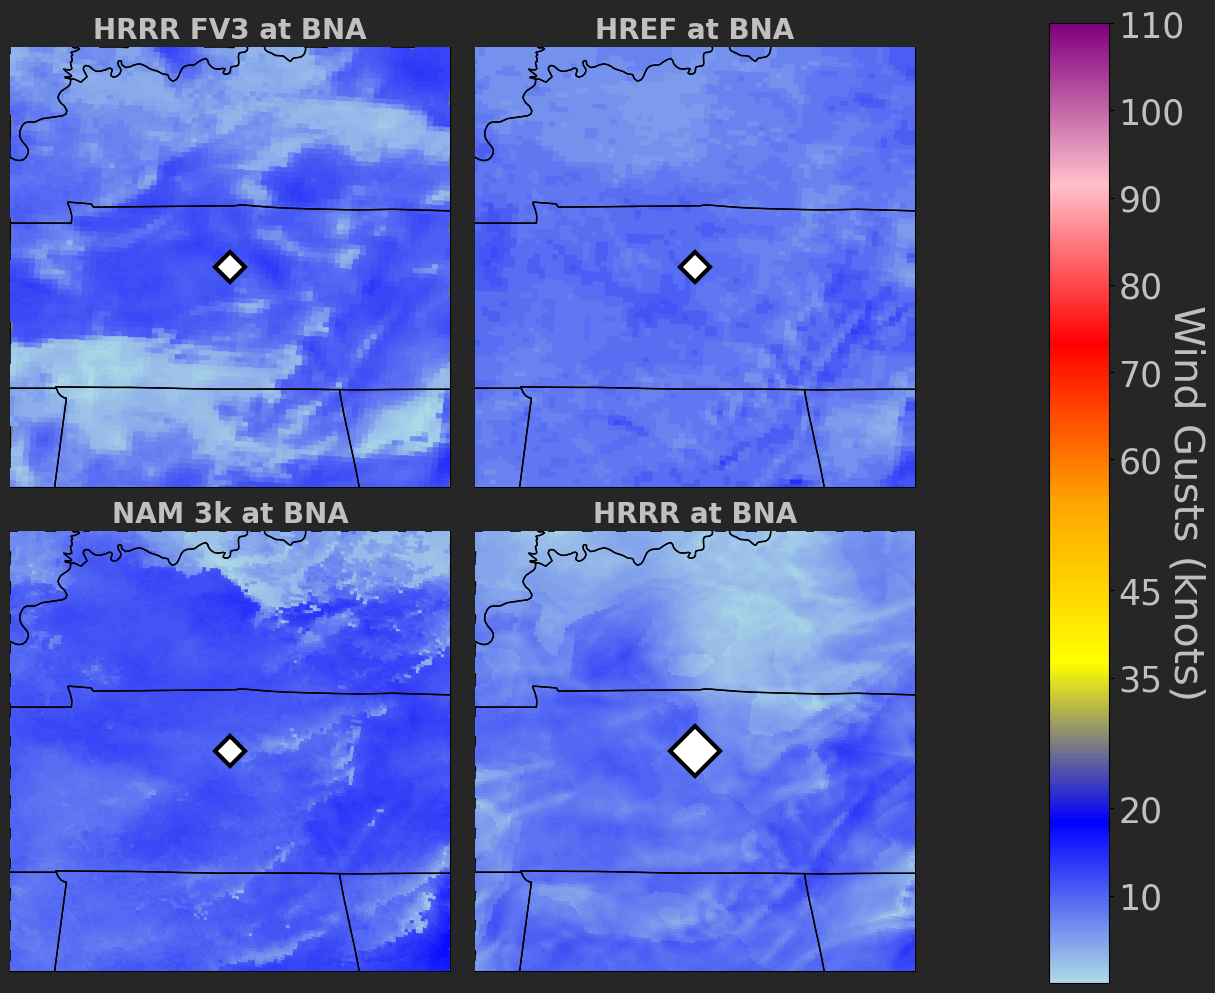 HRRR FV3 at BNA
HREF at BNA
NAM 3k at BNA
HRRR at BNA
110
100
90
80
70
60
45
35
20
10
Wind Gusts (knots)